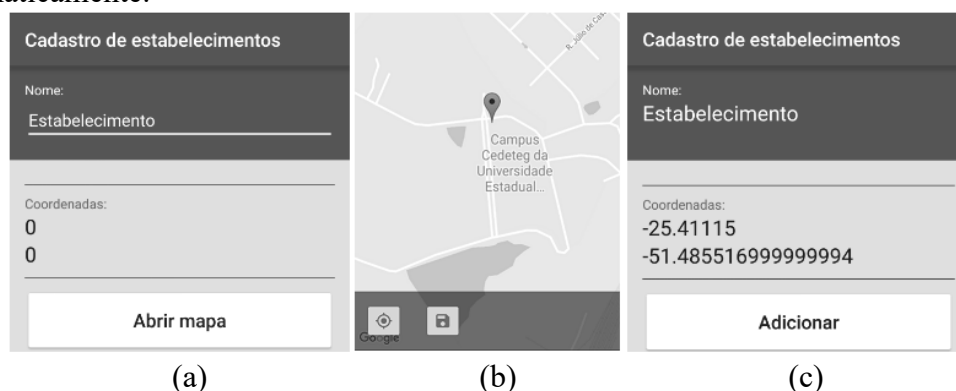 Cadastro de estabelecimentos
Nome:
Estabelecimento
Coordenadas:
0
0
Abrir mapa
(a)
Campus
Cedeteg da
Universidade
Estadual...
Google
(b)
Cadastro de estabelecimentos
Nome:
Estabelecimento
Coordenadas:
-25.41115
-51.485516999999994
Adicionar
(c)